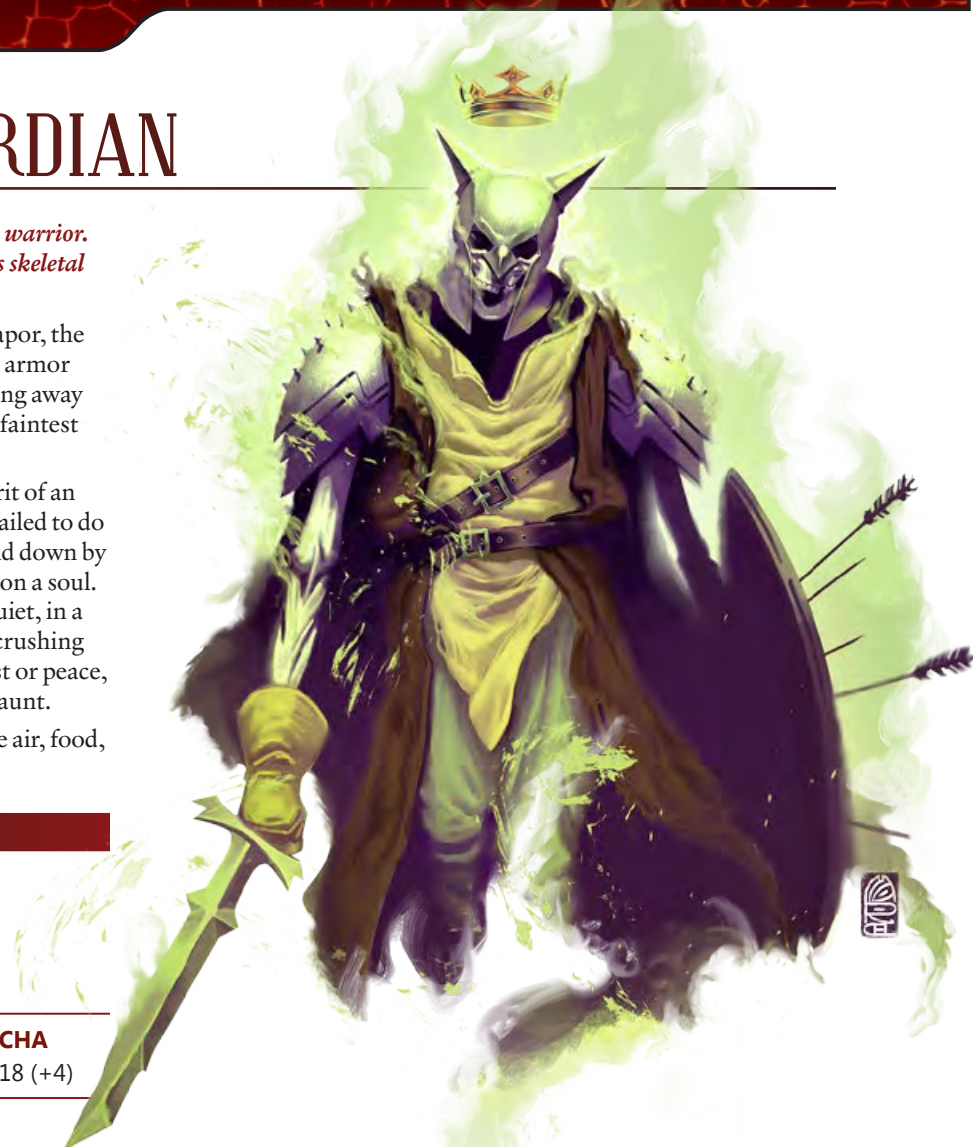 RDIAN
warrior.
s skeletal
apor, the
armor
ng away
faintest
rit of an
ailed to do
d down by
on a soul.
uiet, in a
crushing
st or peace,
aunt.
e air, food,
CHA
18 (+4)